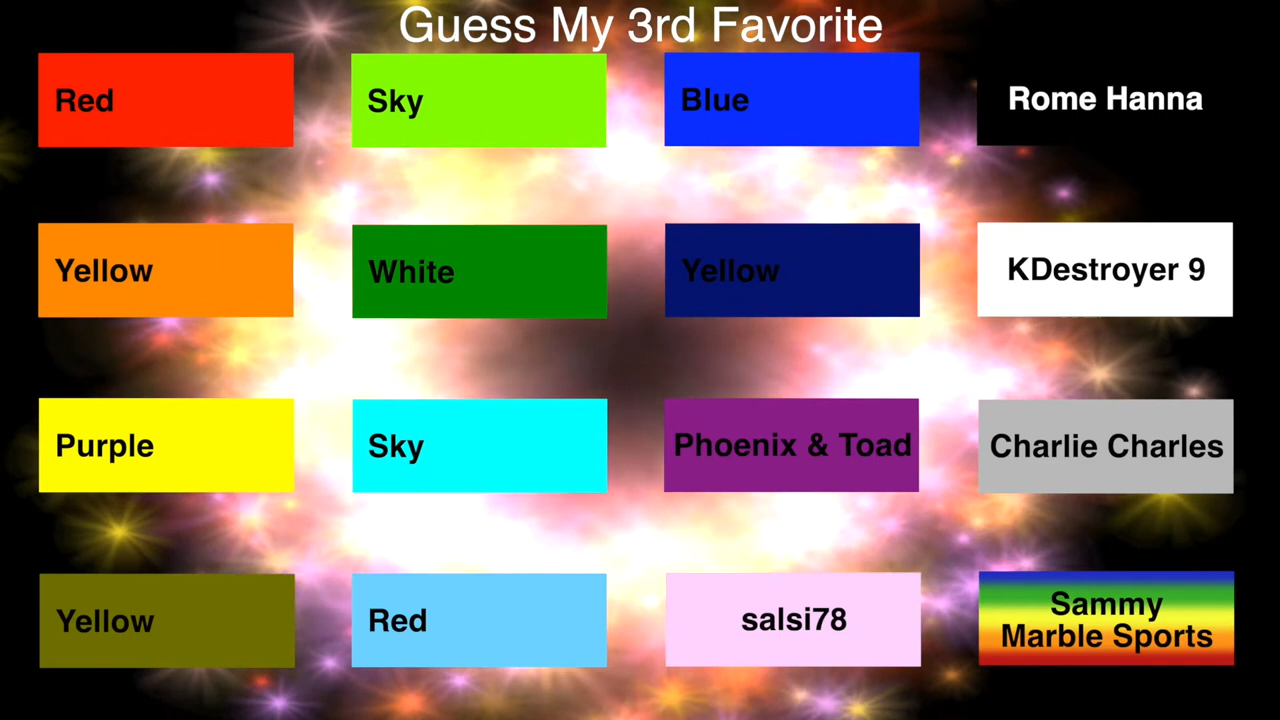 Guess My 3rd Favorite
Red
Sky
Blue
Rome Hanna
Yellow
White
Yellow
KDestroyer 9
Purple
Sky
Phoenix & Toad
Charlie Charles
Yellow
Red
salsi78
Sammy
Marble Sports